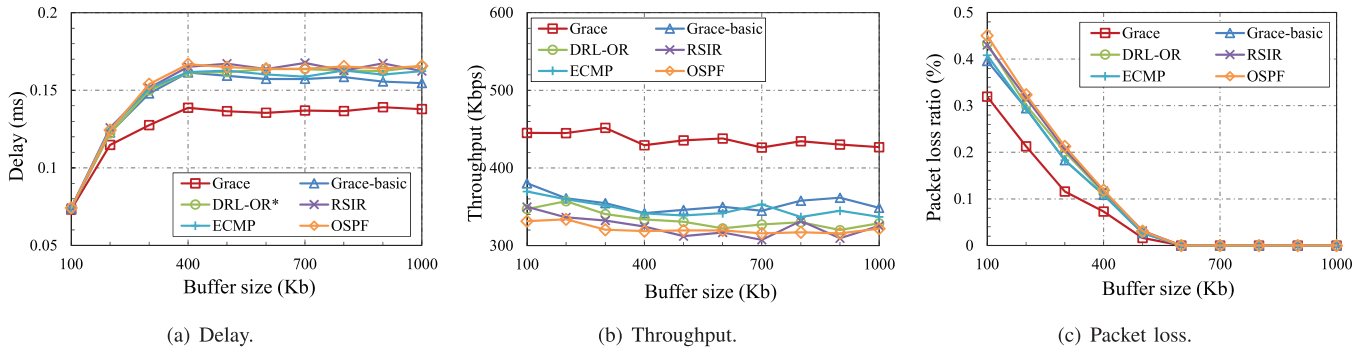 0.2
0.15
0.1
0.05
Delay (ms)
Grace Grace-basic
DRL-OR* RSIR
ECMP OSPF
100 400 700 1000
Buffer size (Kb)
(a) Delay.
600
500
400
300
Throughput (Kbps)
Grace Grace-basic
DRL-OR RSIR
ECMP OSPF
100 400 700 1000
Buffer size (Kb)
(b) Throughput.
0.5
0.4
0.3
0.2
0.1
0
Packet loss ratio (%)
Grace Grace-basic
DRL-OR RSIR
ECMP OSPF
100 400 700 1000
Buffer size (Kb)
(c) Packet loss.